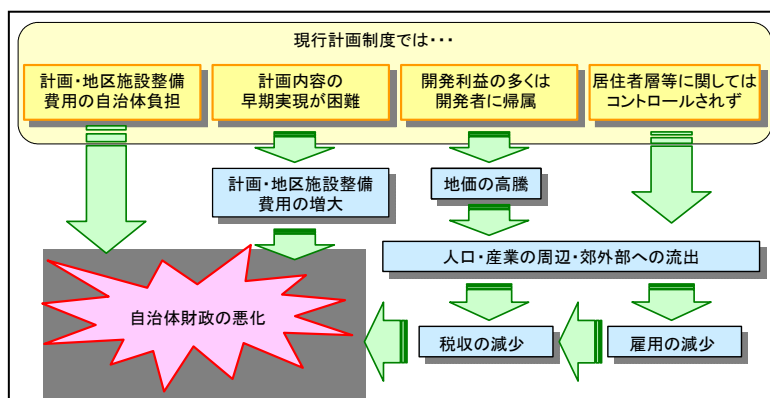 現行計画制度では・・・
計画・地区施設整備
費用の自治体負担
計画内容の
早期実現が困難
開発利益の多くは
開発者に帰属
居住者層等に関しては
コントロールされず
計画・地区施設整備
費用の増大
地価の高騰
人口・産業の周辺・郊外部への流出
自治体財政の悪化
税収の減少
雇用の減少